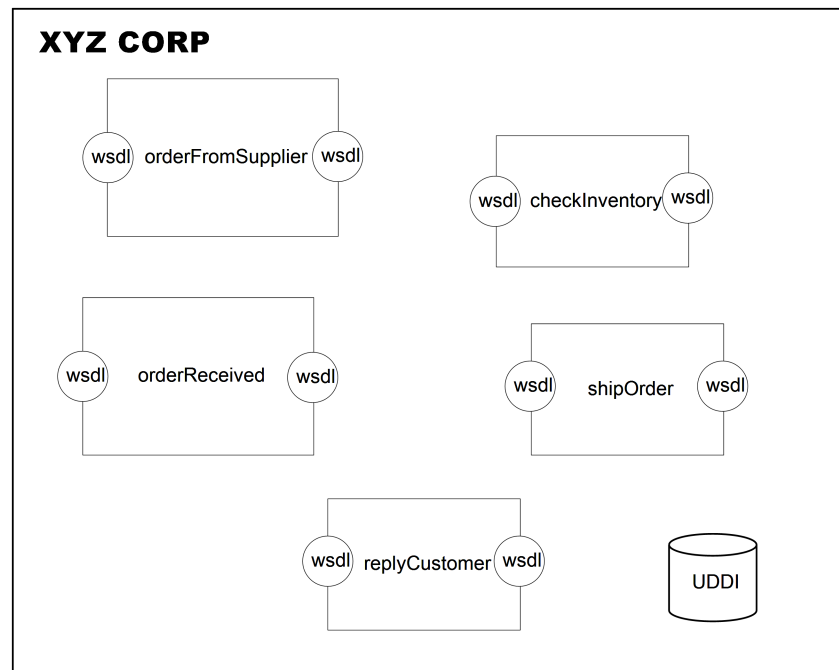 XYZ CORP
wsdl orderFromSupplier wsdl
wsdl checkInventory wsdl
wsdl orderReceived wsdl
wsdl shipOrder wsdl
wsdl replyCustomer wsdl
UDDI